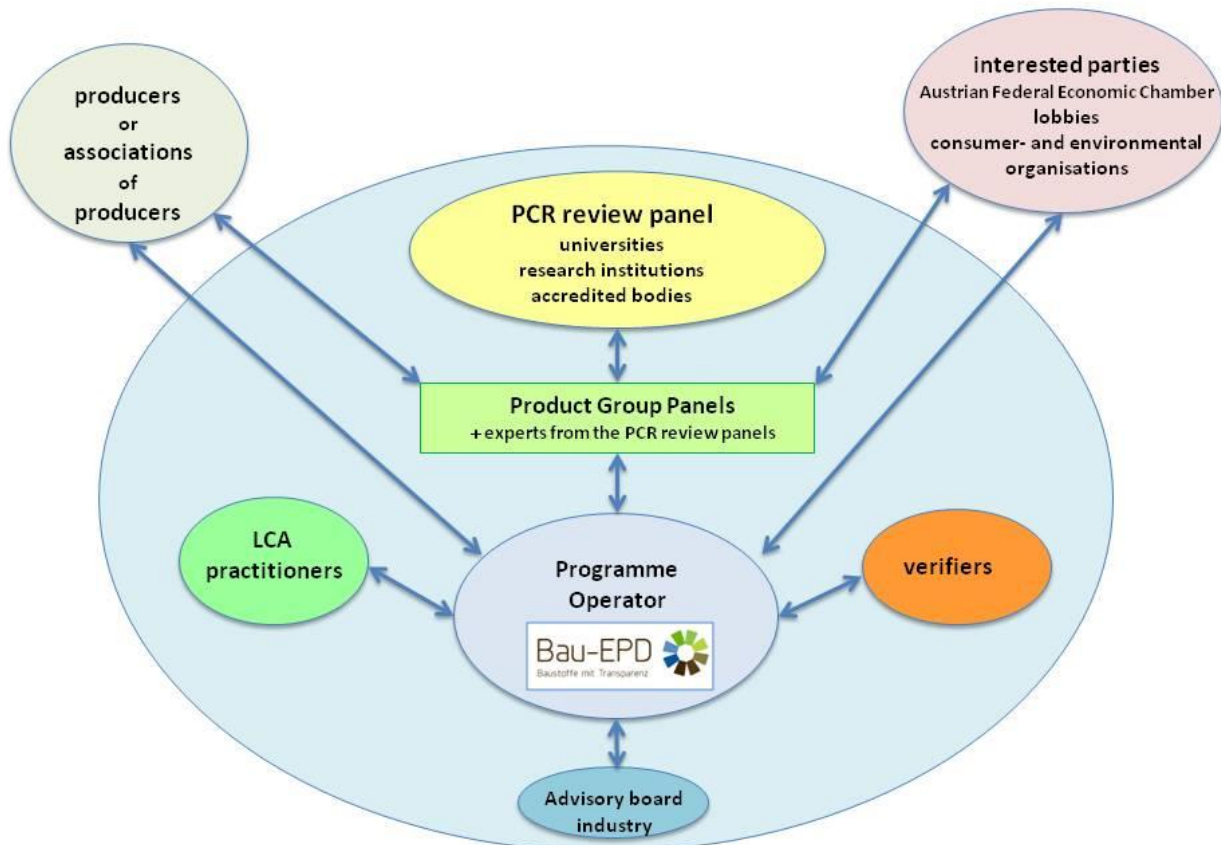 producers
or
associations
of
producers
interested parties
Austrian Federal Economic Chamber
lobbies
consumer- and environmental
organisations
PCR review panel
universities
research institutions
accredited bodies
Product Group Panels
+ experts from the PCR review panels
LCA
practitioners
Programme
Operator
Bau-EPD
Baustoffe mit Transparenz
verifiers
Advisory board
industry